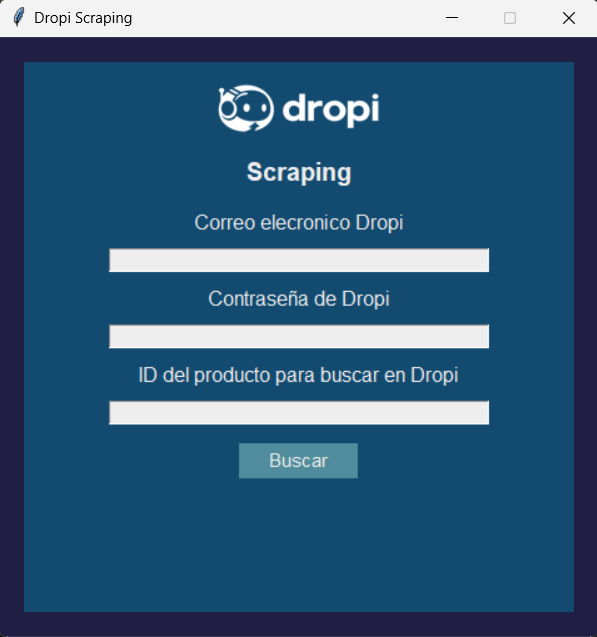 Dropi Scraping
dropi
Scraping
Correo elecronico Dropi
Contraseña de Dropi
ID del producto para buscar en Dropi
Buscar